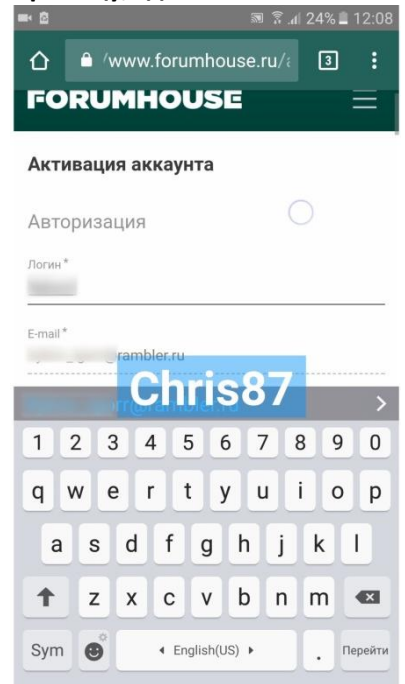 24% 12:08
www.forumhouse.ru/
3
FORUMHOUSE
Активация аккаунта
Авторизация
Логин *
E-mail *
rambler.ru
Chris87
1 2 3 4 5 6 7 8 9 0
q w e r t y u i o p
a s d f g h j k l
z x c v b n m
Sym English(US) . Перейти